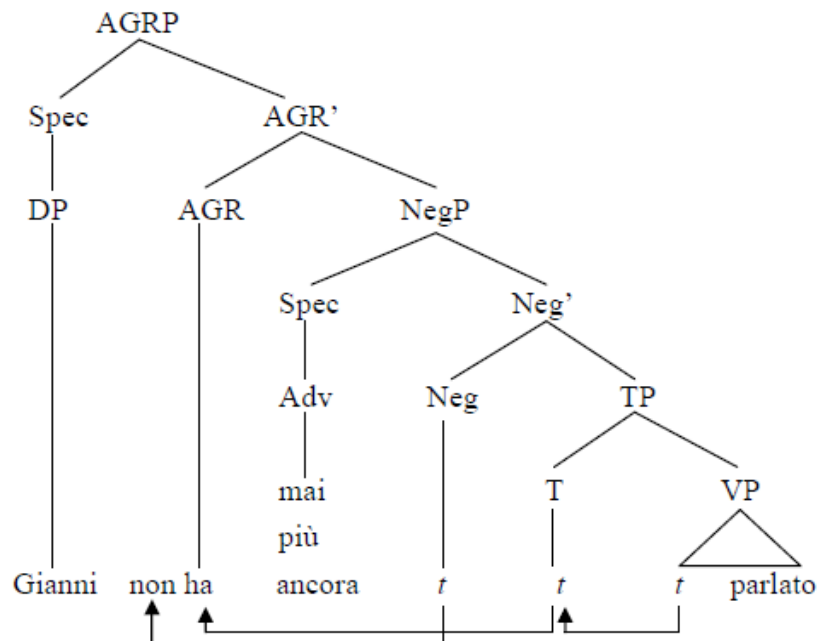 AGRP
Spec AGR’
DP AGR NegP
Spec Neg’
Adv Neg TP
mai T VP
più
Gianni non ha ancora t t t parlato